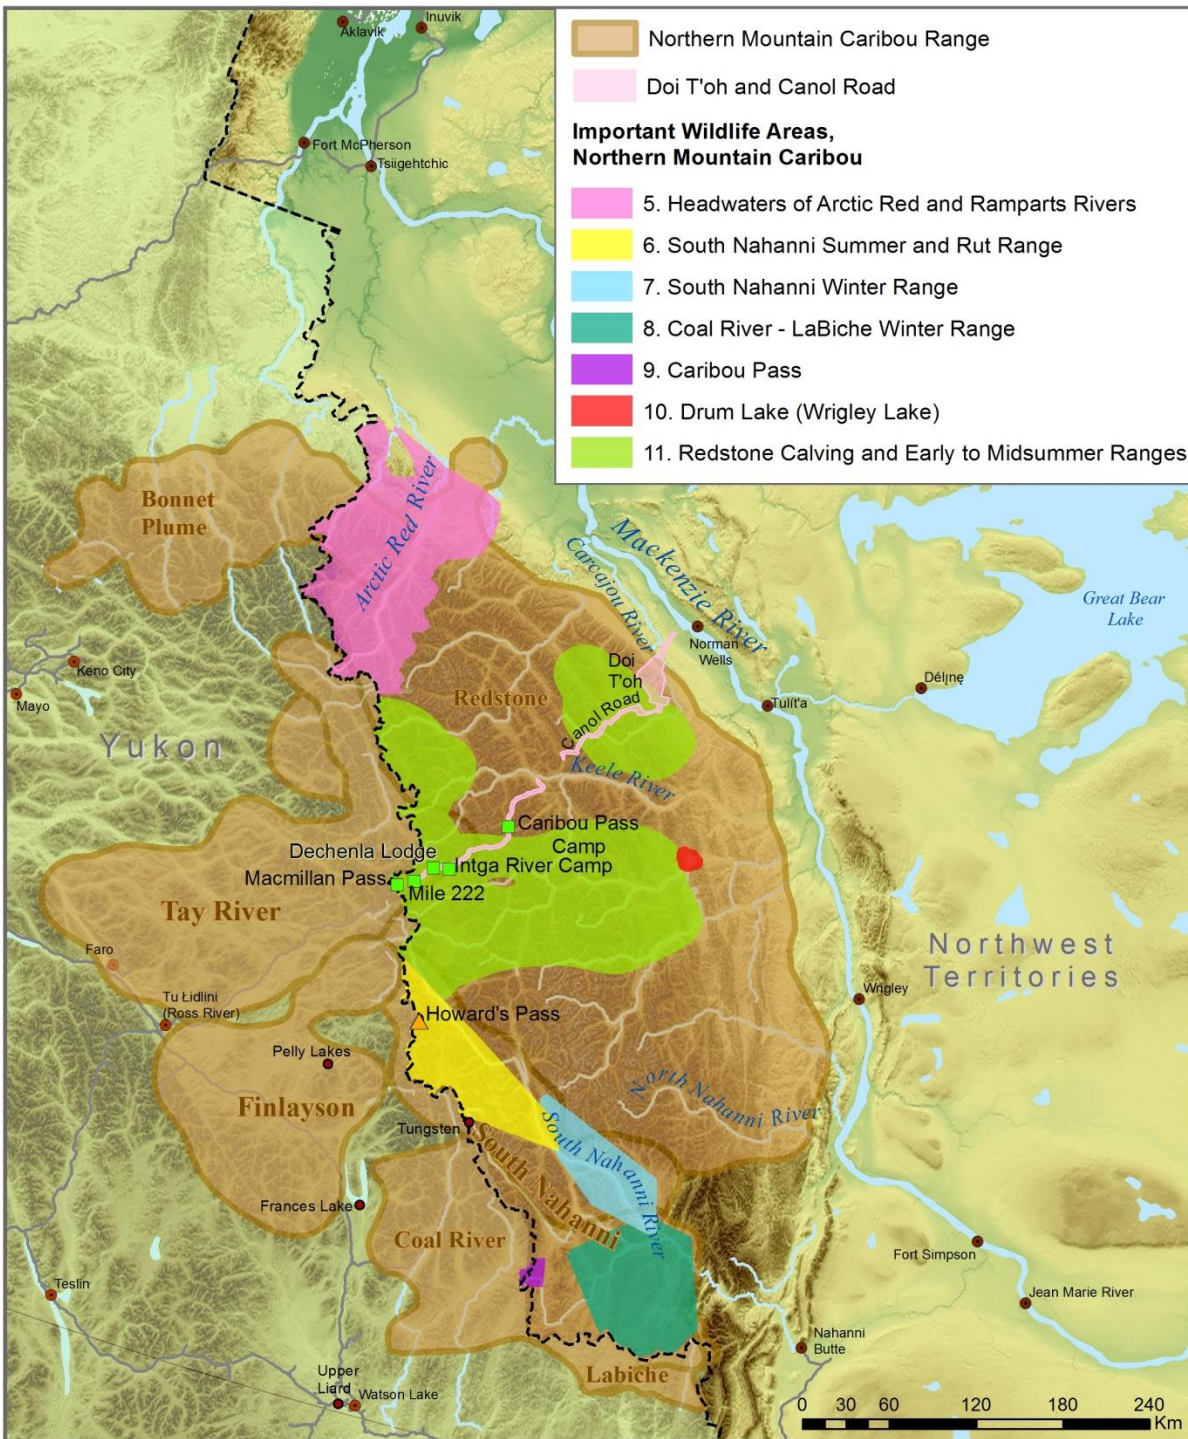 Aklavik
Inuvik
Fort McPherson
Tsiigehtchic
Northern Mountain Caribou Range
Doi T'oh and Canol Road
Important Wildlife Areas,
Northern Mountain Caribou
5. Headwaters of Arctic Red and Ramparts Rivers
6. South Nahanni Summer and Rut Range
7. South Nahanni Winter Range
8. Coal River - LaBiche Winter Range
9. Caribou Pass
10. Drum Lake (Wrigley Lake)
11. Redstone Calving and Early to Midsummer Ranges
Bonnet
Plume
Arctic Red River
Mackenzie River
Carcajou River
Great Bear
Lake
Norman
Wells
Keno City
Mayo
Doi
T'oh
Redstone
Délįnę
Tulít'a
Canol Road
Yukon
Keele River
Caribou Pass
Camp
Dechenla Lodge
Intga River Camp
Macmillan Pass
Mile 222
Tay River
Northwest
Territories
Faro
Wrigley
Tu Łidlini
(Ross River)
Howard's Pass
Pelly Lakes
North Nahanni River
Finlayson
Tungsten
South Nahanni
South Nahanni River
Frances Lake
Coal River
Fort Simpson
Teslin
Jean Marie River
Nahanni
Butte
Labiche
Upper
Liard
Watson Lake
0 30 60 120 180 240
Km